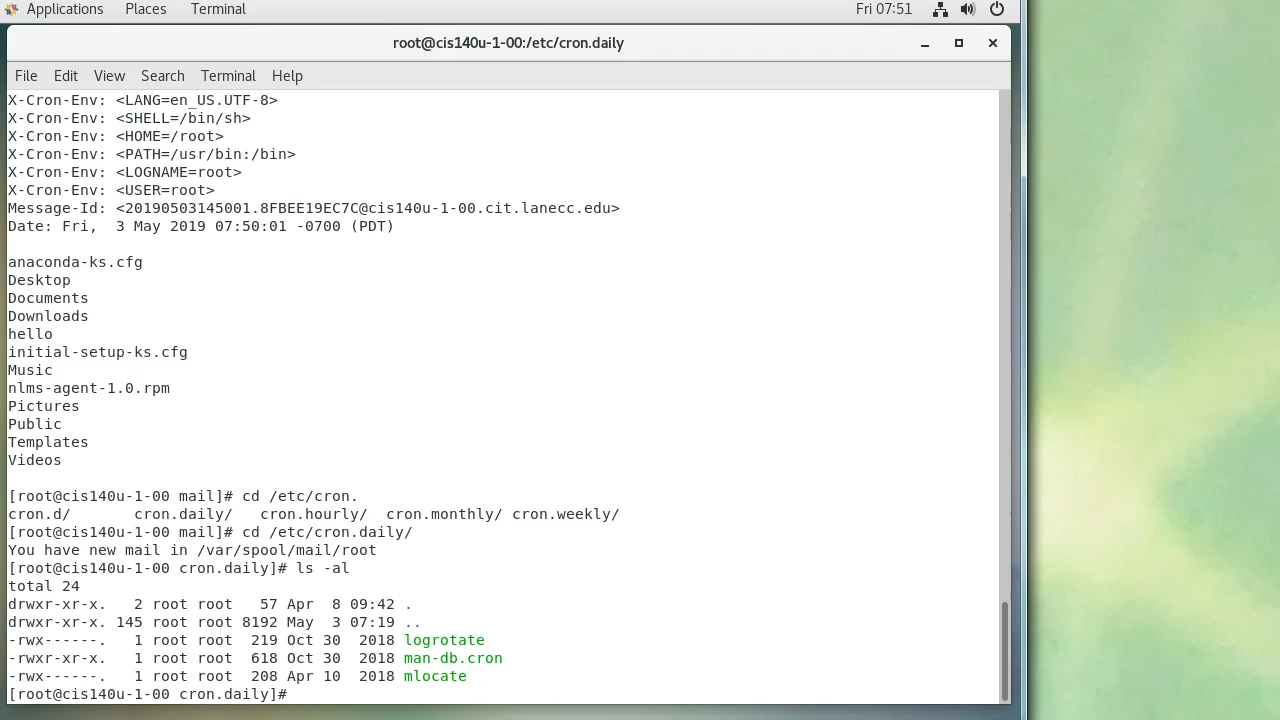 Applications Places Terminal Fri 07:51
root@cis140u-1-00:/etc/cron.daily
File Edit View Search Terminal Help
X-Cron-Env: <LANG=en_US.UTF-8>
X-Cron-Env: <SHELL=/bin/sh>
X-Cron-Env: <HOME=/root>
X-Cron-Env: <PATH=/usr/bin:/bin>
X-Cron-Env: <LOGNAME=root>
X-Cron-Env: <USER=root>
Message-Id: <20190503145001.8FBEE19EC7C@cis140u-1-00.cit.lanecc.edu>
Date: Fri,  3 May 2019 07:50:01 -0700 (PDT)
anaconda-ks.cfg
Desktop
Documents
Downloads
hello
initial-setup-ks.cfg
Music
nlms-agent-1.0.rpm
Pictures
Public
Templates
Videos
[root@cis140u-1-00 mail]# cd /etc/cron.
cron.d/       cron.daily/   cron.hourly/  cron.monthly/ cron.weekly/
[root@cis140u-1-00 mail]# cd /etc/cron.daily/
You have new mail in /var/spool/mail/root
[root@cis140u-1-00 cron.daily]# ls -al
total 24
drwxr-xr-x.   2 root root   57 Apr  8 09:42 .
drwxr-xr-x. 145 root root 8192 May  3 07:19 ..
-rwx------.   1 root root  219 Oct 30  2018 logrotate
-rwxr-xr-x.   1 root root  618 Oct 30  2018 man-db.cron
-rwx------.   1 root root  208 Apr 10  2018 mlocate
[root@cis140u-1-00 cron.daily]#